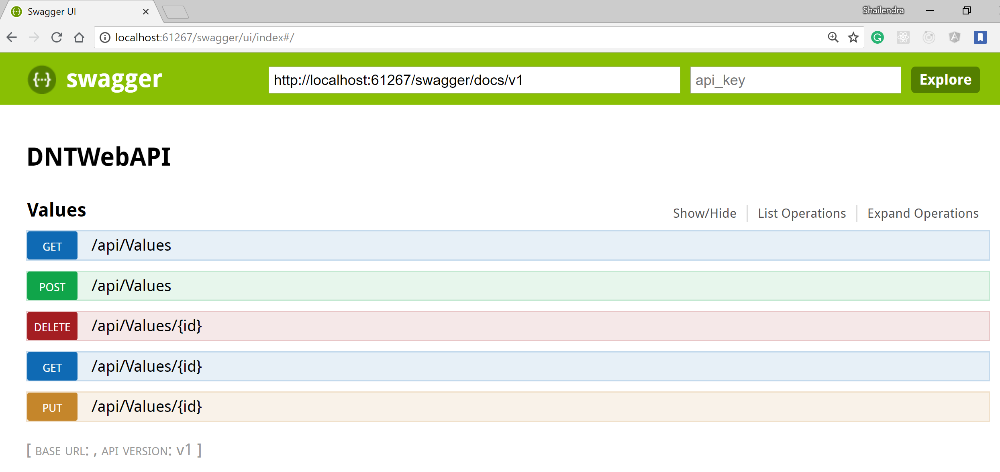 Swagger UI
Shailendra
localhost:61267/swagger/ui/index#/
swagger
http://localhost:61267/swagger/docs/v1
api_key
Explore
DNTWebAPI
Values
Show/Hide
List Operations
Expand Operations
GET /api/Values
POST /api/Values
DELETE /api/Values/{id}
GET /api/Values/{id}
PUT /api/Values/{id}
[ BASE URL: , API VERSION: v1 ]